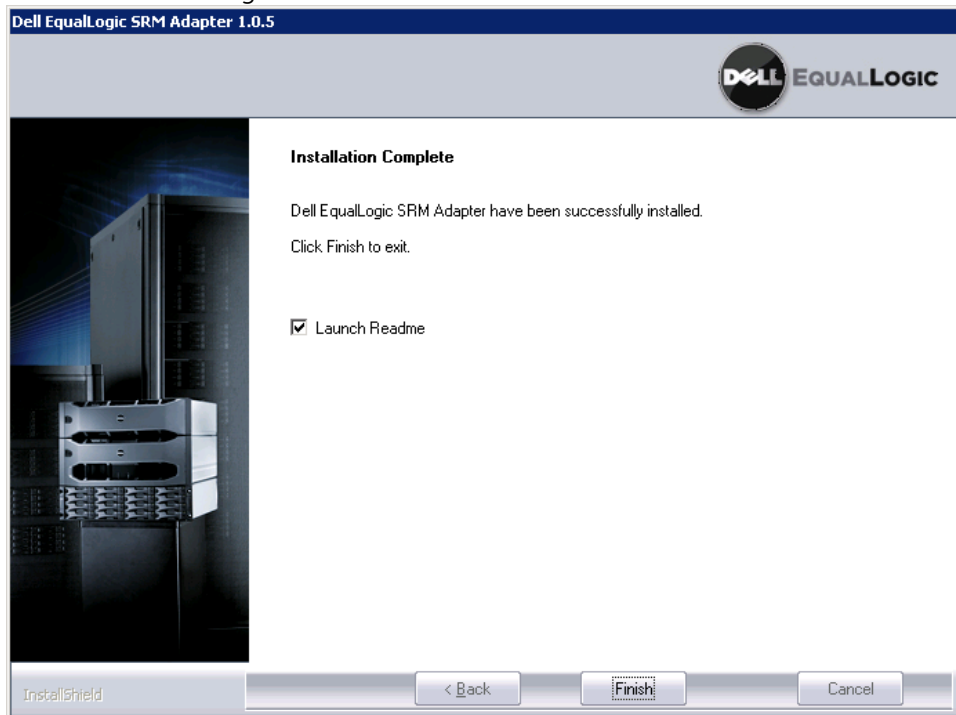 Dell EqualLogic SRM Adapter 1.0.5
DELL EQUALLOGIC
Installation Complete
Dell EqualLogic SRM Adapter have been successfully installed.
Click Finish to exit.
Launch Readme
InstallShield
< Back
Finish
Cancel